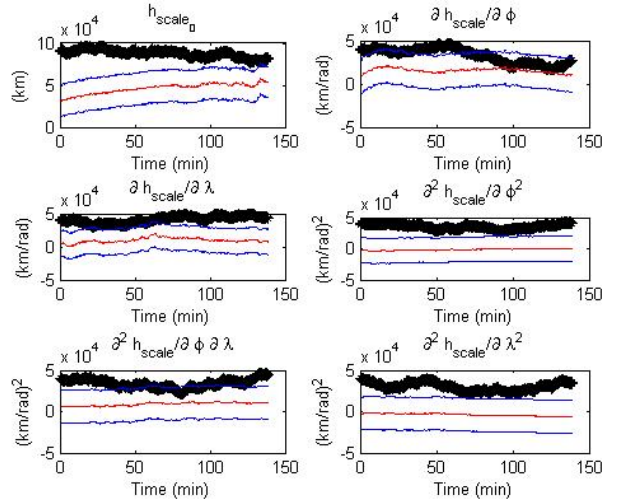 h_scale_0
x 10^4
10
5
0
(km)
0 50 100 150
Time (min)
∂ h_scale/∂ ϕ
x 10^4
5
0
-5
(km/rad)
0 50 100 150
Time (min)
∂ h_scale/∂ λ
x 10^4
5
0
-5
(km/rad)
0 50 100 150
Time (min)
∂² h_scale/∂ ϕ²
x 10^4
5
0
-5
(km/rad)²
0 50 100 150
Time (min)
∂² h_scale/∂ ϕ ∂ λ
x 10^4
5
0
-5
(km/rad)²
0 50 100 150
Time (min)
∂² h_scale/∂ λ²
x 10^4
5
0
-5
(km/rad)²
0 50 100 150
Time (min)